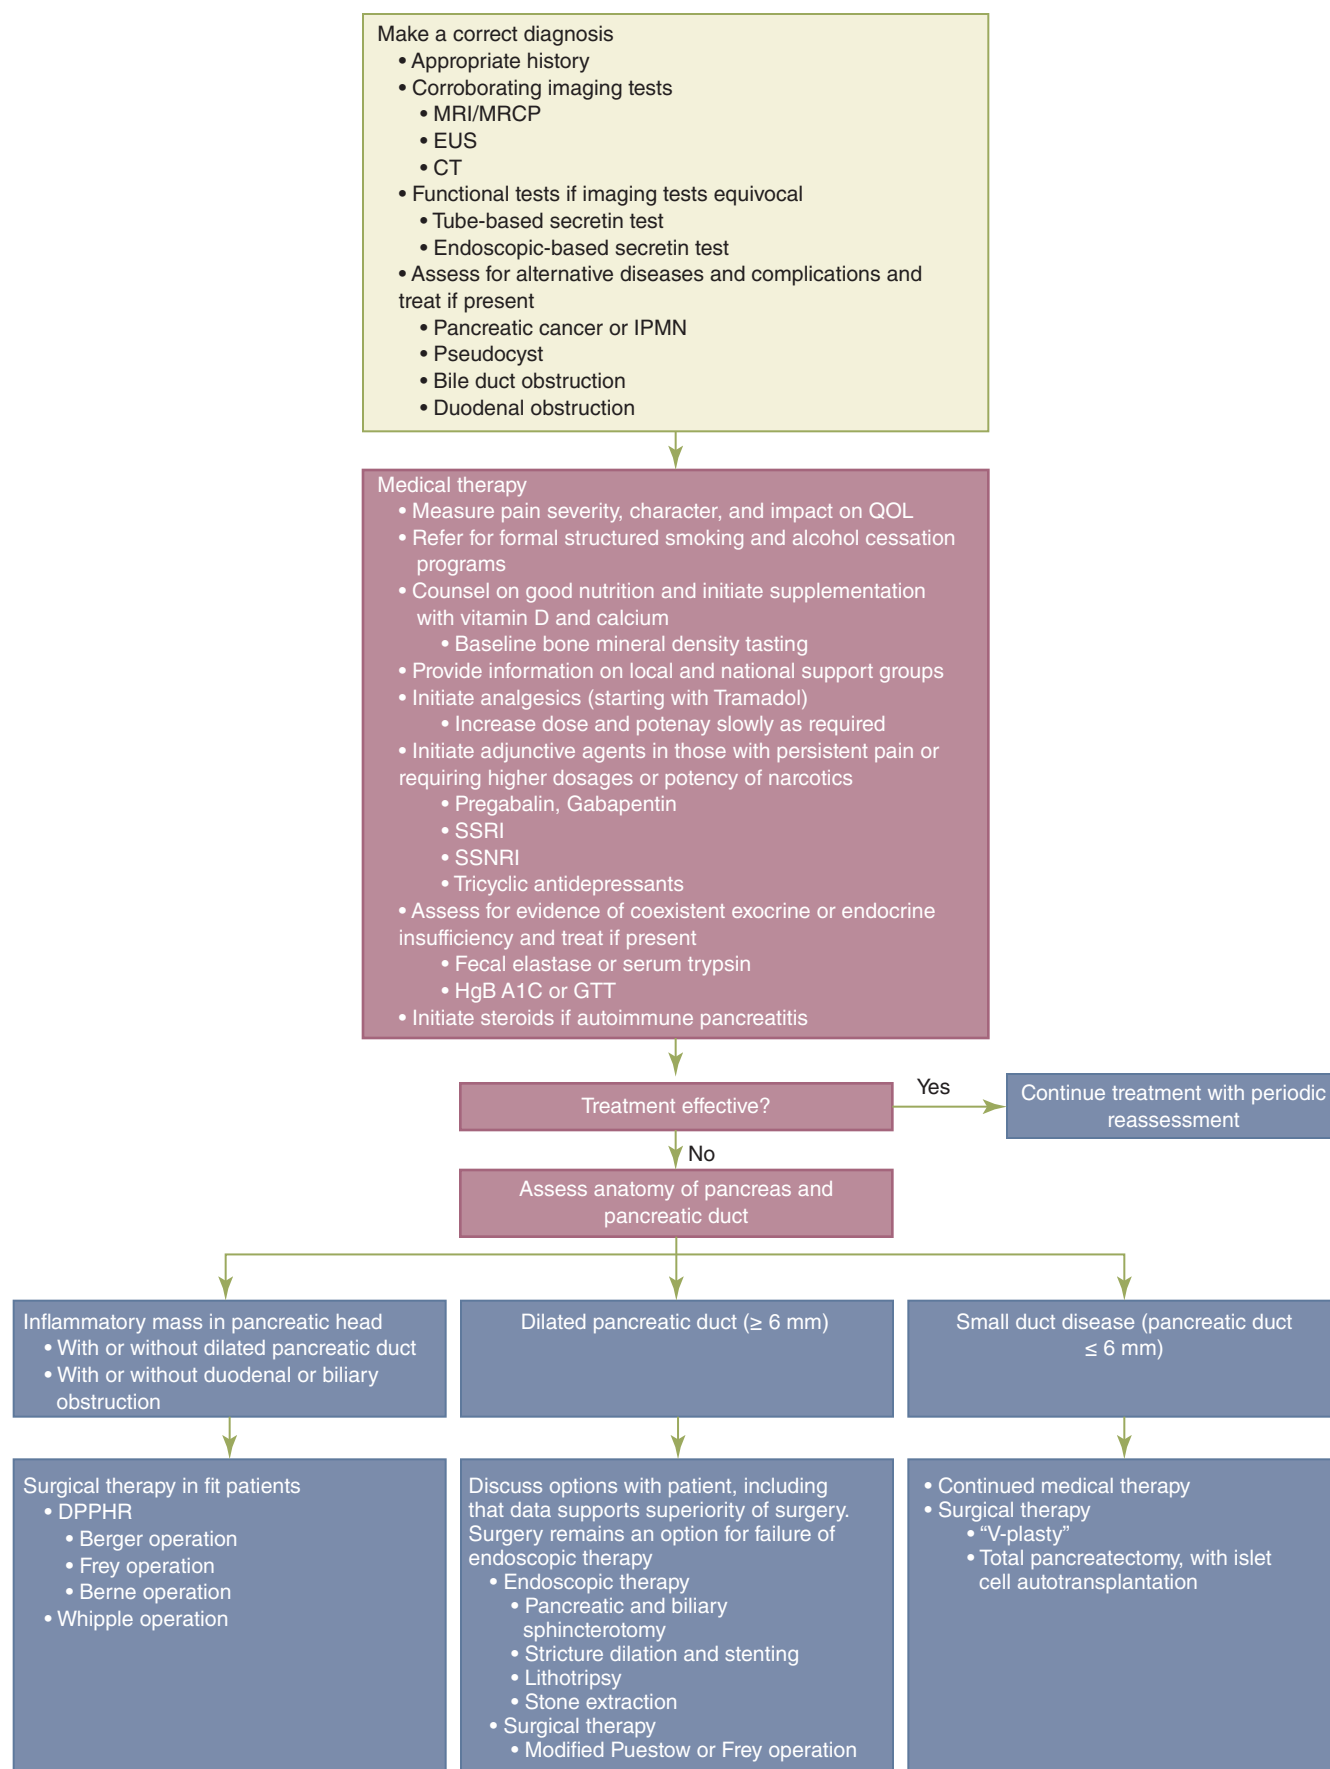 Make a correct diagnosis
• Appropriate history
• Corroborating imaging tests
• MRI/MRCP
• EUS
• CT
• Functional tests if imaging tests equivocal
• Tube-based secretin test
• Endoscopic-based secretin test
• Assess for alternative diseases and complications and
treat if present
• Pancreatic cancer or IPMN
• Pseudocyst
• Bile duct obstruction
• Duodenal obstruction
Medical therapy
• Measure pain severity, character, and impact on QOL
• Refer for formal structured smoking and alcohol cessation
programs
• Counsel on good nutrition and initiate supplementation
with vitamin D and calcium
• Baseline bone mineral density tasting
• Provide information on local and national support groups
• Initiate analgesics (starting with Tramadol)
• Increase dose and potenay slowly as required
• Initiate adjunctive agents in those with persistent pain or
requiring higher dosages or potency of narcotics
• Pregabalin, Gabapentin
• SSRI
• SSNRI
• Tricyclic antidepressants
• Assess for evidence of coexistent exocrine or endocrine
insufficiency and treat if present
• Fecal elastase or serum trypsin
• HgB A1C or GTT
• Initiate steroids if autoimmune pancreatitis
Treatment effective?
Yes
Continue treatment with periodic
reassessment
No
Assess anatomy of pancreas and
pancreatic duct
Inflammatory mass in pancreatic head
• With or without dilated pancreatic duct
• With or without duodenal or biliary
obstruction
Dilated pancreatic duct (≥ 6 mm)
Small duct disease (pancreatic duct
≤ 6 mm)
Surgical therapy in fit patients
• DPPHR
• Berger operation
• Frey operation
• Berne operation
• Whipple operation
Discuss options with patient, including
that data supports superiority of surgery.
Surgery remains an option for failure of
endoscopic therapy
• Endoscopic therapy
• Pancreatic and biliary
sphincterotomy
• Stricture dilation and stenting
• Lithotripsy
• Stone extraction
• Surgical therapy
• Modified Puestow or Frey operation
• Continued medical therapy
• Surgical therapy
• “V-plasty”
• Total pancreatectomy, with islet
cell autotransplantation